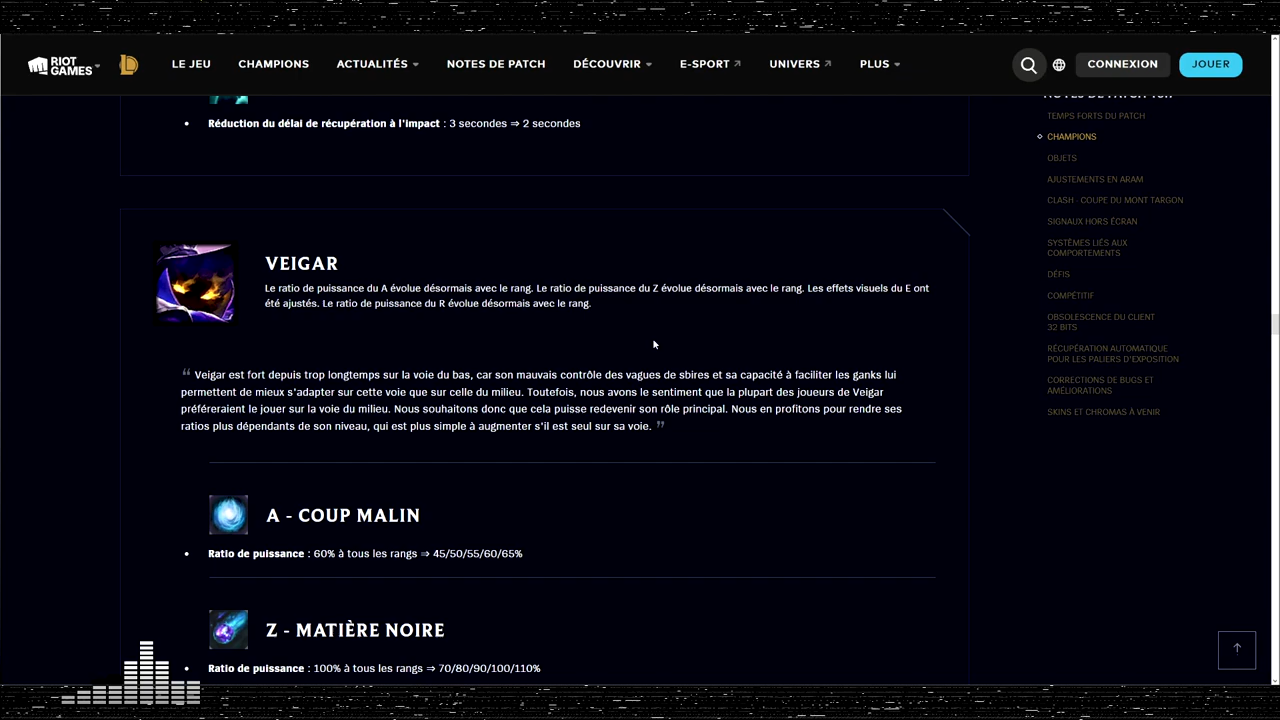 RIOT GAMES
LE JEU
CHAMPIONS
ACTUALITÉS
NOTES DE PATCH
DÉCOUVRIR
E-SPORT
UNIVERS
PLUS
CONNEXION
JOUER
• Réduction du délai de récupération à l'impact : 3 secondes ⇒ 2 secondes
VEIGAR
Le ratio de puissance du A évolue désormais avec le rang. Le ratio de puissance du Z évolue désormais avec le rang. Les effets visuels du E ont
été ajustés. Le ratio de puissance du R évolue désormais avec le rang.
“ Veigar est fort depuis trop longtemps sur la voie du bas, car son mauvais contrôle des vagues de sbires et sa capacité à faciliter les ganks lui
permettent de mieux s'adapter sur cette voie que sur celle du milieu. Toutefois, nous avons le sentiment que la plupart des joueurs de Veigar
préféreraient le jouer sur la voie du milieu. Nous souhaitons donc que cela puisse redevenir son rôle principal. Nous en profitons pour rendre ses
ratios plus dépendants de son niveau, qui est plus simple à augmenter s'il est seul sur sa voie. ”
A - COUP MALIN
• Ratio de puissance : 60% à tous les rangs ⇒ 45/50/55/60/65%
Z - MATIÈRE NOIRE
• Ratio de puissance : 100% à tous les rangs ⇒ 70/80/90/100/110%
NOTES DE PATCH
TEMPS FORTS DU PATCH
CHAMPIONS
OBJETS
AJUSTEMENTS EN ARAM
CLASH - COUPE DU MONT TARGON
SIGNAUX HORS ÉCRAN
SYSTÈMES LIÉS AUX
COMPORTEMENTS
DÉFIS
COMPÉTITIF
OBSOLESCENCE DU CLIENT
32 BITS
RÉCUPÉRATION AUTOMATIQUE
POUR LES PALIERS D'EXPOSITION
CORRECTIONS DE BUGS ET
AMÉLIORATIONS
SKINS ET CHROMAS À VENIR